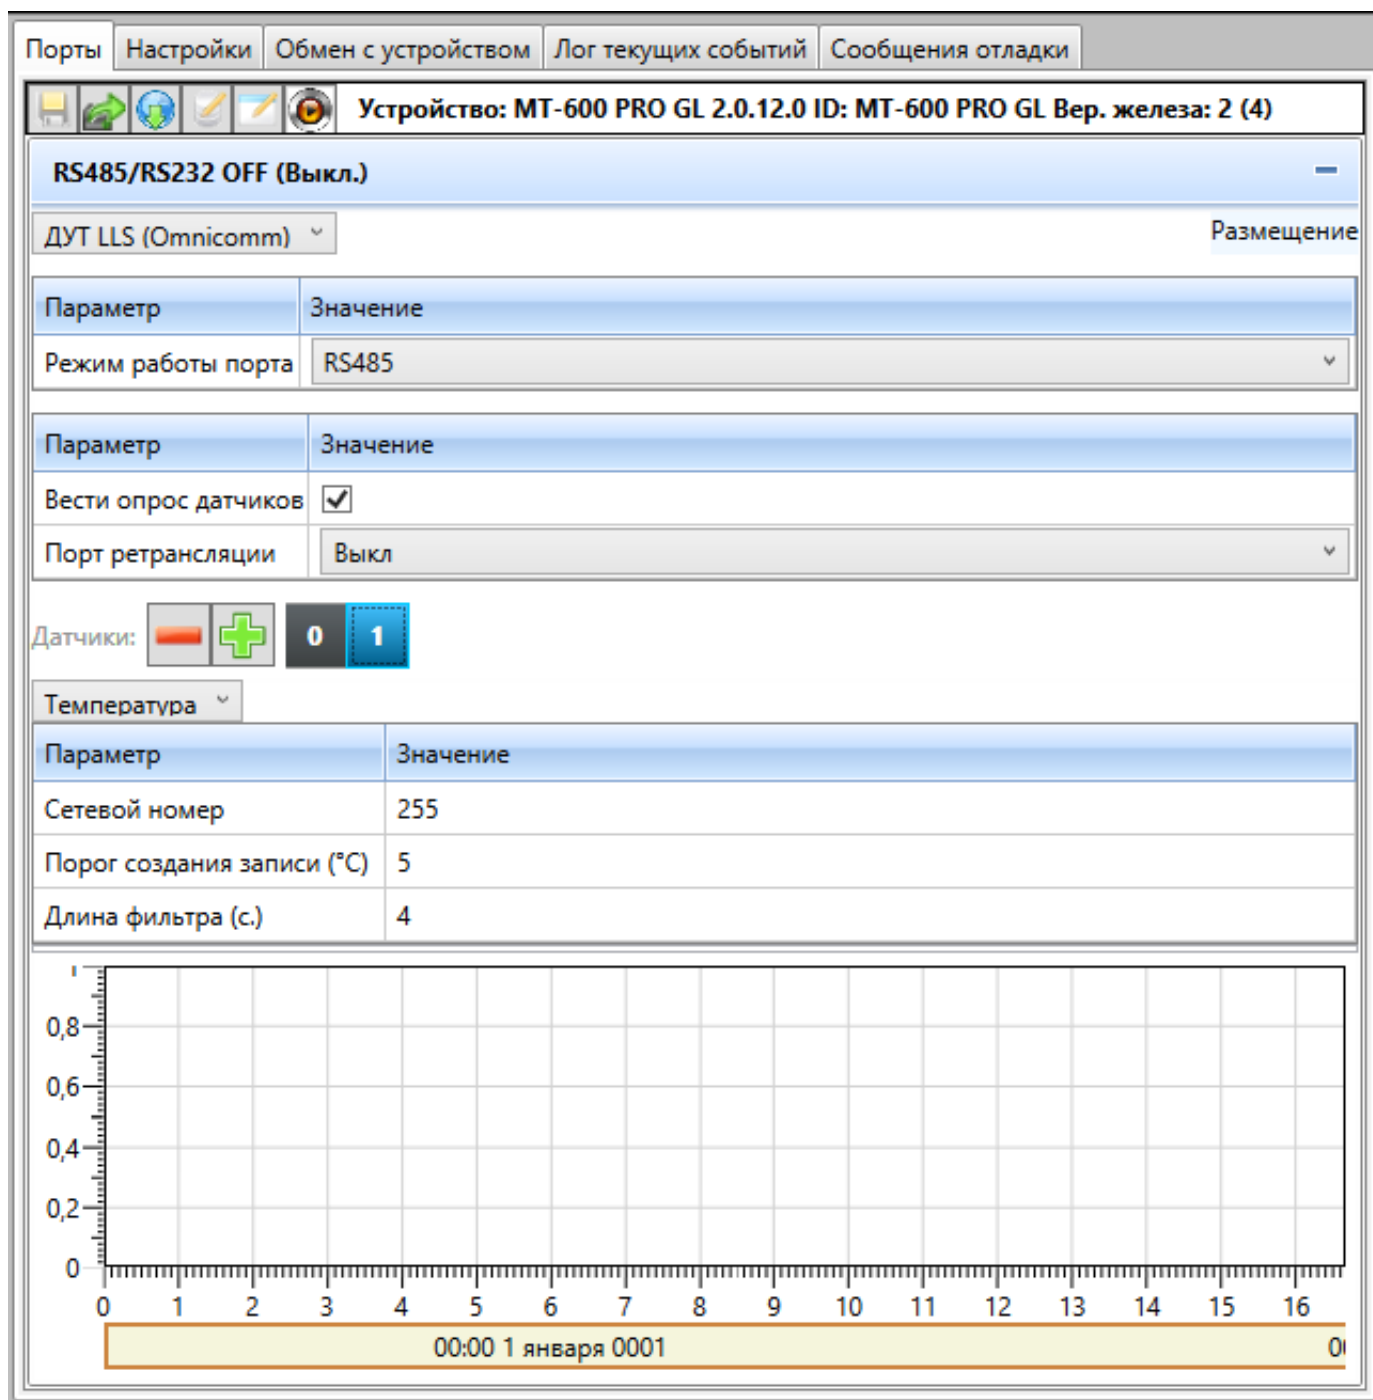 Порты Настройки Обмен с устройством Лог текущих событий Сообщения отладки
Устройство: МТ-600 PRO GL 2.0.12.0 ID: MT-600 PRO GL Вер. железа: 2 (4)
RS485/RS232 OFF (Выкл.)
ДУТ LLS (Omnicomm) Размещение
Параметр Значение
Режим работы порта RS485
Параметр Значение
Вести опрос датчиков
Порт ретрансляции Выкл
Датчики: 0 1
Температура
Параметр Значение
Сетевой номер 255
Порог создания записи (°C) 5
Длина фильтра (с.) 4
1
0,8
0,6
0,4
0,2
0
0 1 2 3 4 5 6 7 8 9 10 11 12 13 14 15 16
00:00 1 января 0001